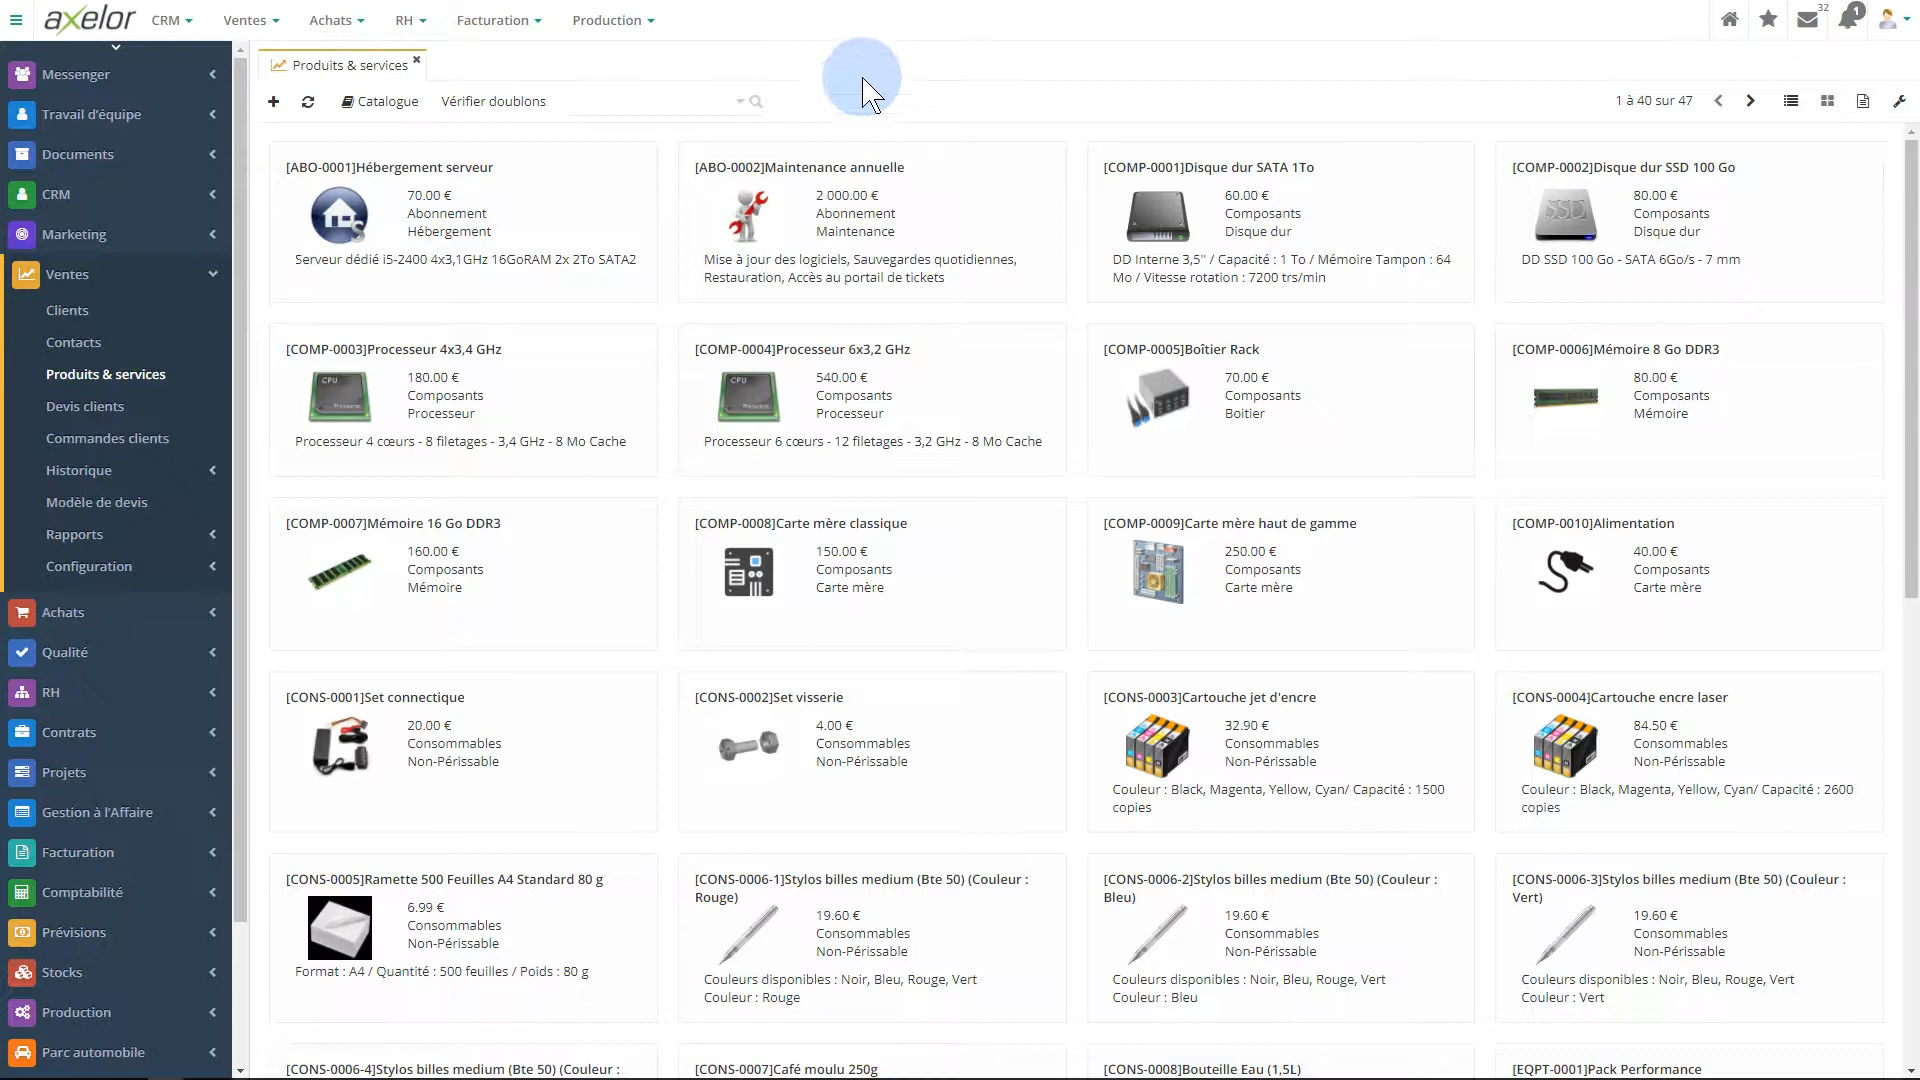 axelor
CRM
Ventes
Achats
RH
Facturation
Production
32
1
Messenger
Travail d'équipe
Documents
CRM
Marketing
Ventes
Clients
Contacts
Produits & services
Devis clients
Commandes clients
Historique
Modèle de devis
Rapports
Configuration
Achats
Qualité
RH
Contrats
Projets
Gestion à l'Affaire
Facturation
Comptabilité
Prévisions
Stocks
Production
Parc automobile
Produits & services
Catalogue
Vérifier doublons
1 à 40 sur 47
[ABO-0001]Hébergement serveur
70.00 €
Abonnement
Hébergement
Serveur dédié i5-2400 4x3,1GHz 16GoRAM 2x 2To SATA2
[ABO-0002]Maintenance annuelle
2 000.00 €
Abonnement
Maintenance
Mise à jour des logiciels, Sauvegardes quotidiennes,
Restauration, Accès au portail de tickets
[COMP-0001]Disque dur SATA 1To
60.00 €
Composants
Disque dur
DD Interne 3,5'' / Capacité : 1 To / Mémoire Tampon : 64
Mo / Vitesse rotation : 7200 trs/min
[COMP-0002]Disque dur SSD 100 Go
SSD
80.00 €
Composants
Disque dur
DD SSD 100 Go - SATA 6Go/s - 7 mm
[COMP-0003]Processeur 4x3,4 GHz
CPU
180.00 €
Composants
Processeur
Processeur 4 cœurs - 8 filetages - 3,4 GHz - 8 Mo Cache
[COMP-0004]Processeur 6x3,2 GHz
CPU
540.00 €
Composants
Processeur
Processeur 6 cœurs - 12 filetages - 3,2 GHz - 8 Mo Cache
[COMP-0005]Boîtier Rack
70.00 €
Composants
Boitier
[COMP-0006]Mémoire 8 Go DDR3
80.00 €
Composants
Mémoire
[COMP-0007]Mémoire 16 Go DDR3
160.00 €
Composants
Mémoire
[COMP-0008]Carte mère classique
150.00 €
Composants
Carte mère
[COMP-0009]Carte mère haut de gamme
250.00 €
Composants
Carte mère
[COMP-0010]Alimentation
40.00 €
Composants
Carte mère
[CONS-0001]Set connectique
20.00 €
Consommables
Non-Périssable
[CONS-0002]Set visserie
4.00 €
Consommables
Non-Périssable
[CONS-0003]Cartouche jet d'encre
32.90 €
Consommables
Non-Périssable
Couleur : Black, Magenta, Yellow, Cyan/ Capacité : 1500
copies
[CONS-0004]Cartouche encre laser
84.50 €
Consommables
Non-Périssable
Couleur : Black, Magenta, Yellow, Cyan/ Capacité : 2600
copies
[CONS-0005]Ramette 500 Feuilles A4 Standard 80 g
6.99 €
Consommables
Non-Périssable
Format : A4 / Quantité : 500 feuilles / Poids : 80 g
[CONS-0006-1]Stylos billes medium (Bte 50) (Couleur :
Rouge)
19.60 €
Consommables
Non-Périssable
Couleurs disponibles : Noir, Bleu, Rouge, Vert
Couleur : Rouge
[CONS-0006-2]Stylos billes medium (Bte 50) (Couleur :
Bleu)
19.60 €
Consommables
Non-Périssable
Couleurs disponibles : Noir, Bleu, Rouge, Vert
Couleur : Bleu
[CONS-0006-3]Stylos billes medium (Bte 50) (Couleur :
Vert)
19.60 €
Consommables
Non-Périssable
Couleurs disponibles : Noir, Bleu, Rouge, Vert
Couleur : Vert
[CONS-0006-4]Stylos billes medium (Bte 50) (Couleur :
[CONS-0007]Café moulu 250g
[CONS-0008]Bouteille Eau (1,5L)
[EQPT-0001]Pack Performance